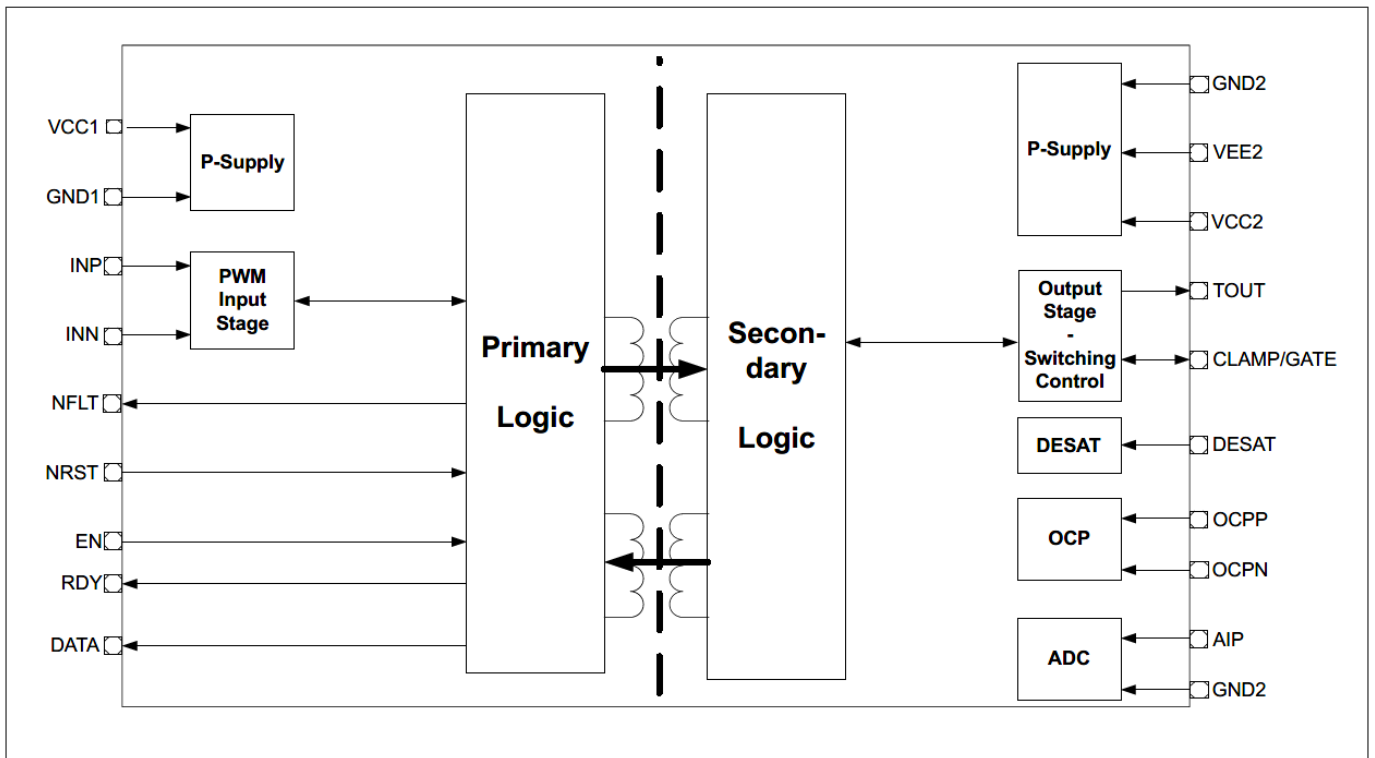 VCC1
GND1
INP
INN
NFLT
NRST
EN
RDY
DATA
P-Supply
PWM
Input
Stage
Primary
Logic
Secon-
dary
Logic
P-Supply
Output
Stage
-
Switching
Control
DESAT
OCP
ADC
GND2
VEE2
VCC2
TOUT
CLAMP/GATE
DESAT
OCPP
OCPN
AIP
GND2